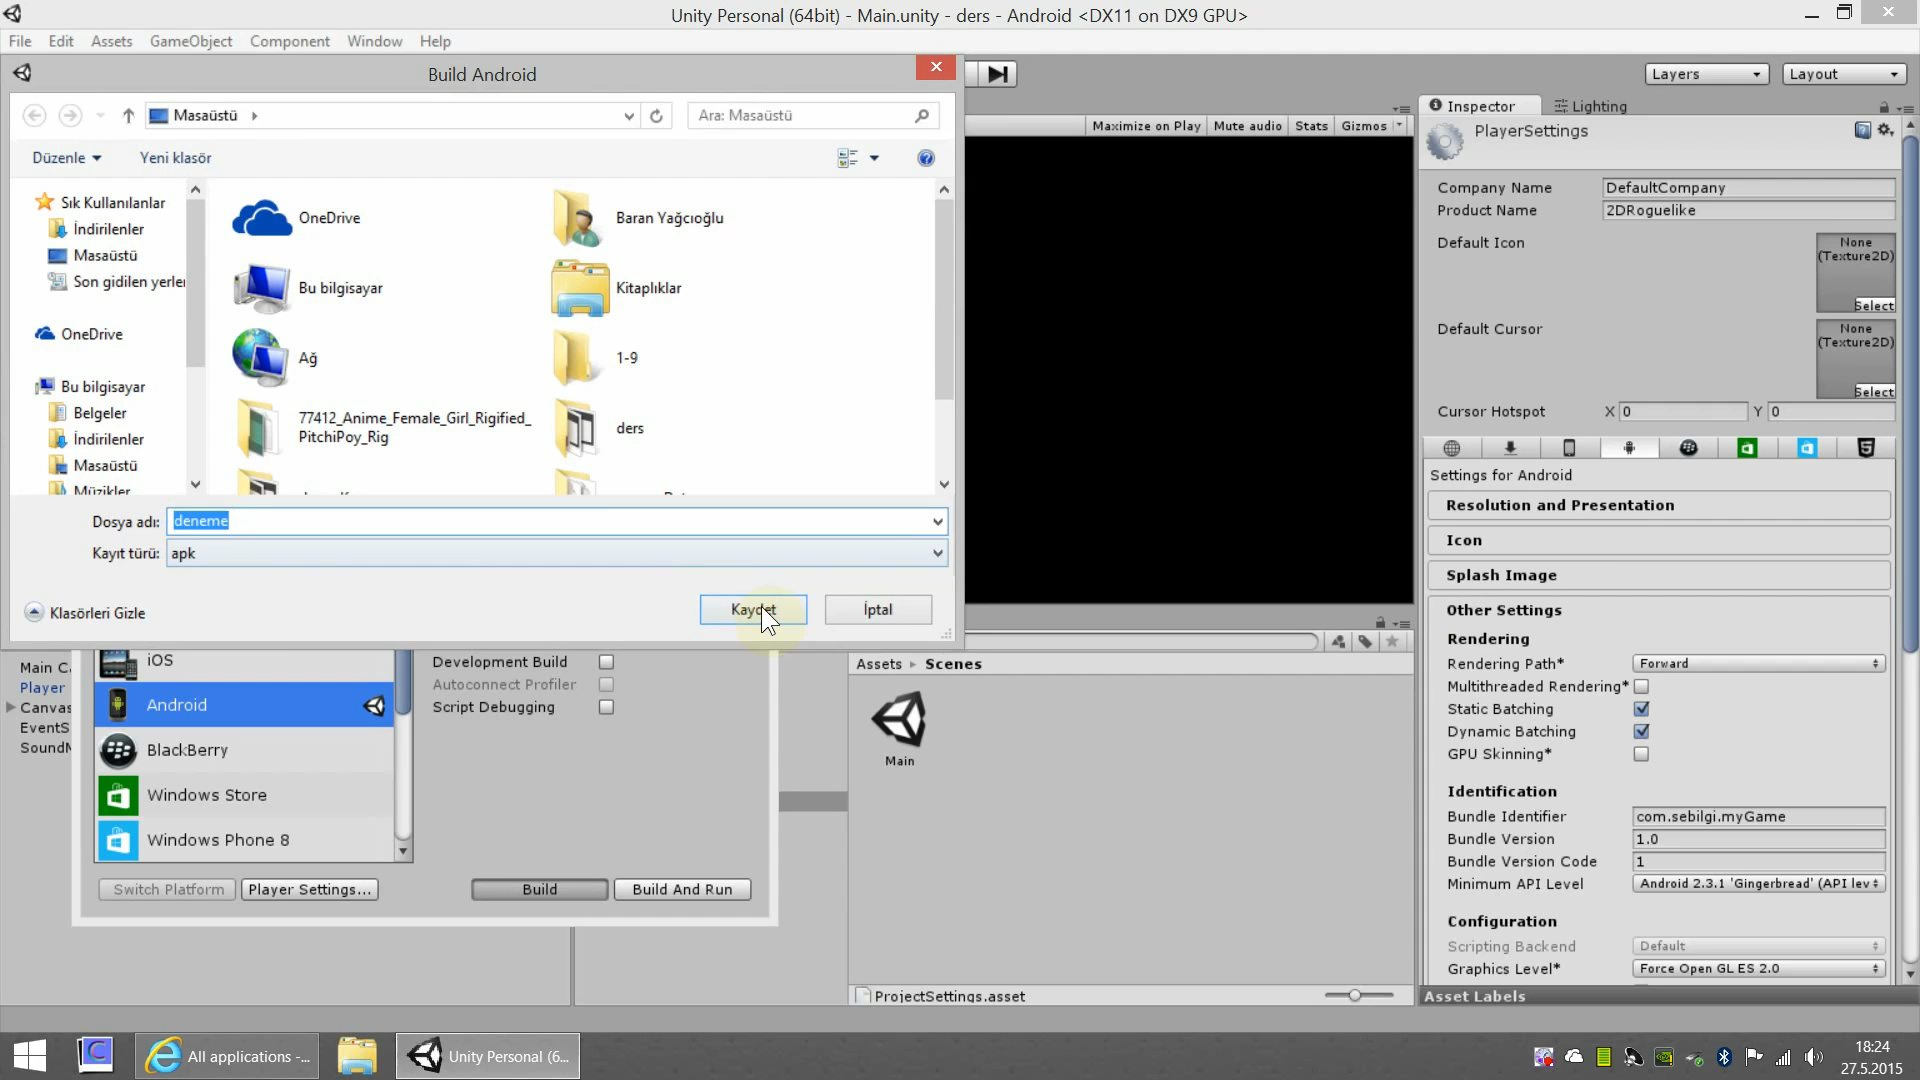 Unity Personal (64bit) - Main.unity - ders - Android <DX11 on DX9 GPU>
File Edit Assets GameObject Component Window Help
Build Android
Layers Layout
Masaüstü
Ara: Masaüstü
Düzenle Yeni klasör
Sık Kullanılanlar
İndirilenler
Masaüstü
Son gidilen yerler
OneDrive
Bu bilgisayar
Belgeler
İndirilenler
Masaüstü
Müzikler
OneDrive
Baran Yağcıoğlu
Bu bilgisayar
Kitaplıklar
Ağ
1-9
77412_Anime_Female_Girl_Rigified_
PitchiPoy_Rig
ders
Dosya adı: deneme
Kayıt türü: apk
Klasörleri Gizle
Kaydet İptal
Maximize on Play Mute audio Stats Gizmos
Main C
Player
Canvas
EventS
SoundM
iOS
Android
BlackBerry
Windows Store
Windows Phone 8
Development Build
Autoconnect Profiler
Script Debugging
Switch Platform Player Settings... Build Build And Run
Assets Scenes
Main
ProjectSettings.asset
Inspector Lighting
PlayerSettings
Company Name DefaultCompany
Product Name 2DRoguelike
Default Icon
None
(Texture2D)
Select
Default Cursor
None
(Texture2D)
Select
Cursor Hotspot X 0 Y 0
Settings for Android
Resolution and Presentation
Icon
Splash Image
Other Settings
Rendering
Rendering Path* Forward
Multithreaded Rendering*
Static Batching
Dynamic Batching
GPU Skinning*
Identification
Bundle Identifier com.sebilgi.myGame
Bundle Version 1.0
Bundle Version Code 1
Minimum API Level Android 2.3.1 'Gingerbread' (API lev
Configuration
Scripting Backend Default
Graphics Level* Force Open GL ES 2.0
Asset Labels
All applications -...
Unity Personal (6...
18:24
27.5.2015